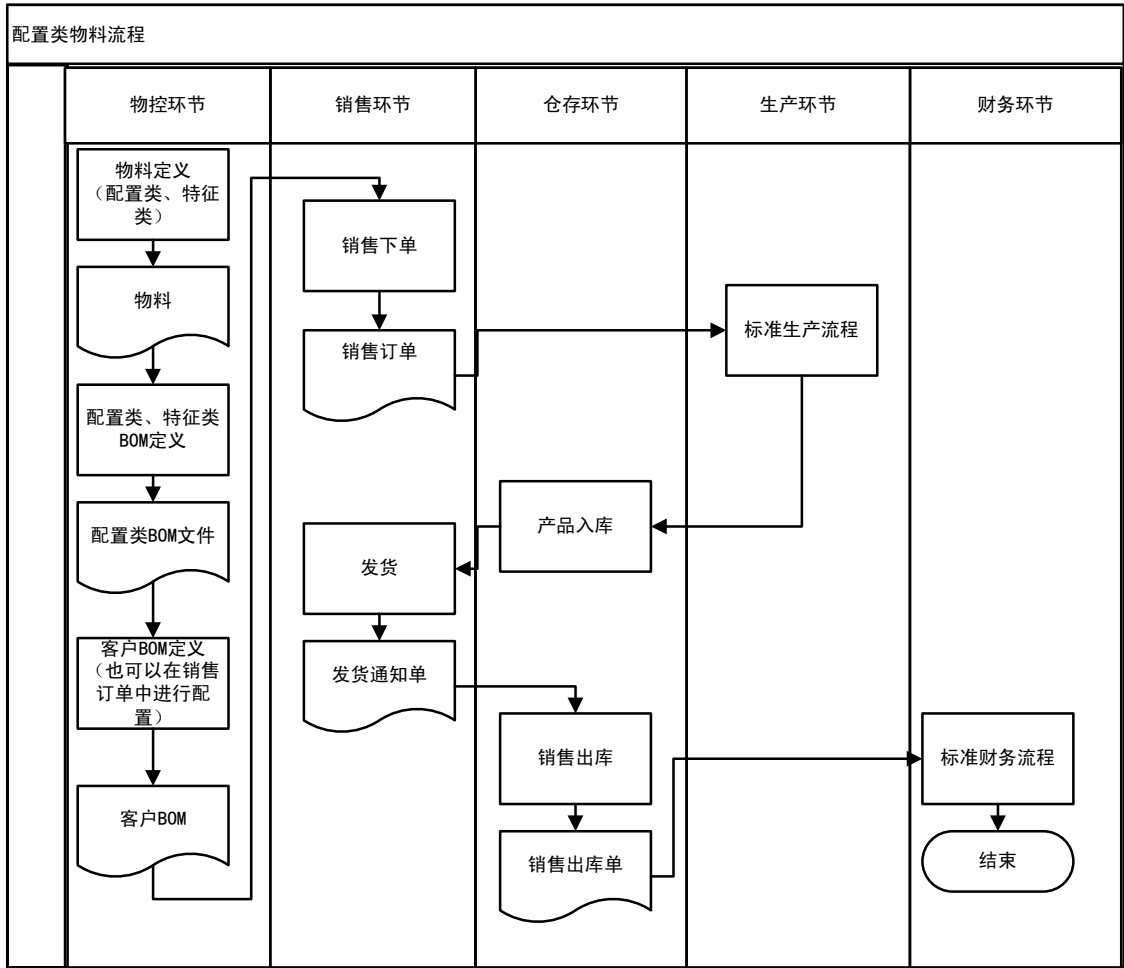 配置类物料流程
物控环节
销售环节
仓存环节
生产环节
财务环节
物料定义
（配置类、特征
类）
物料
配置类、特征类
BOM定义
配置类BOM文件
客户BOM定义
（也可以在销售
订单中进行配
置）
客户BOM
销售下单
销售订单
标准生产流程
产品入库
发货
发货通知单
销售出库
销售出库单
标准财务流程
结束